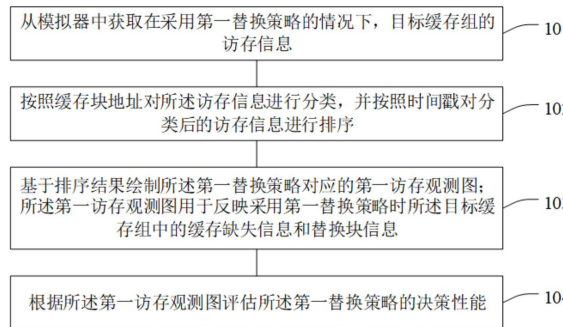 从模拟器中获取在采用第一替换策略的情况下，目标缓存组的
访存信息
按照缓存块地址对所述访存信息进行分类，并按照时间戳对分
类后的访存信息进行排序
基于排序结果绘制所述第一替换策略对应的第一访存观测图；
所述第一访存观测图用于反映采用第一替换策略时所述目标缓
存组中的缓存缺失信息和替换块信息
根据所述第一访存观测图评估所述第一替换策略的决策性能